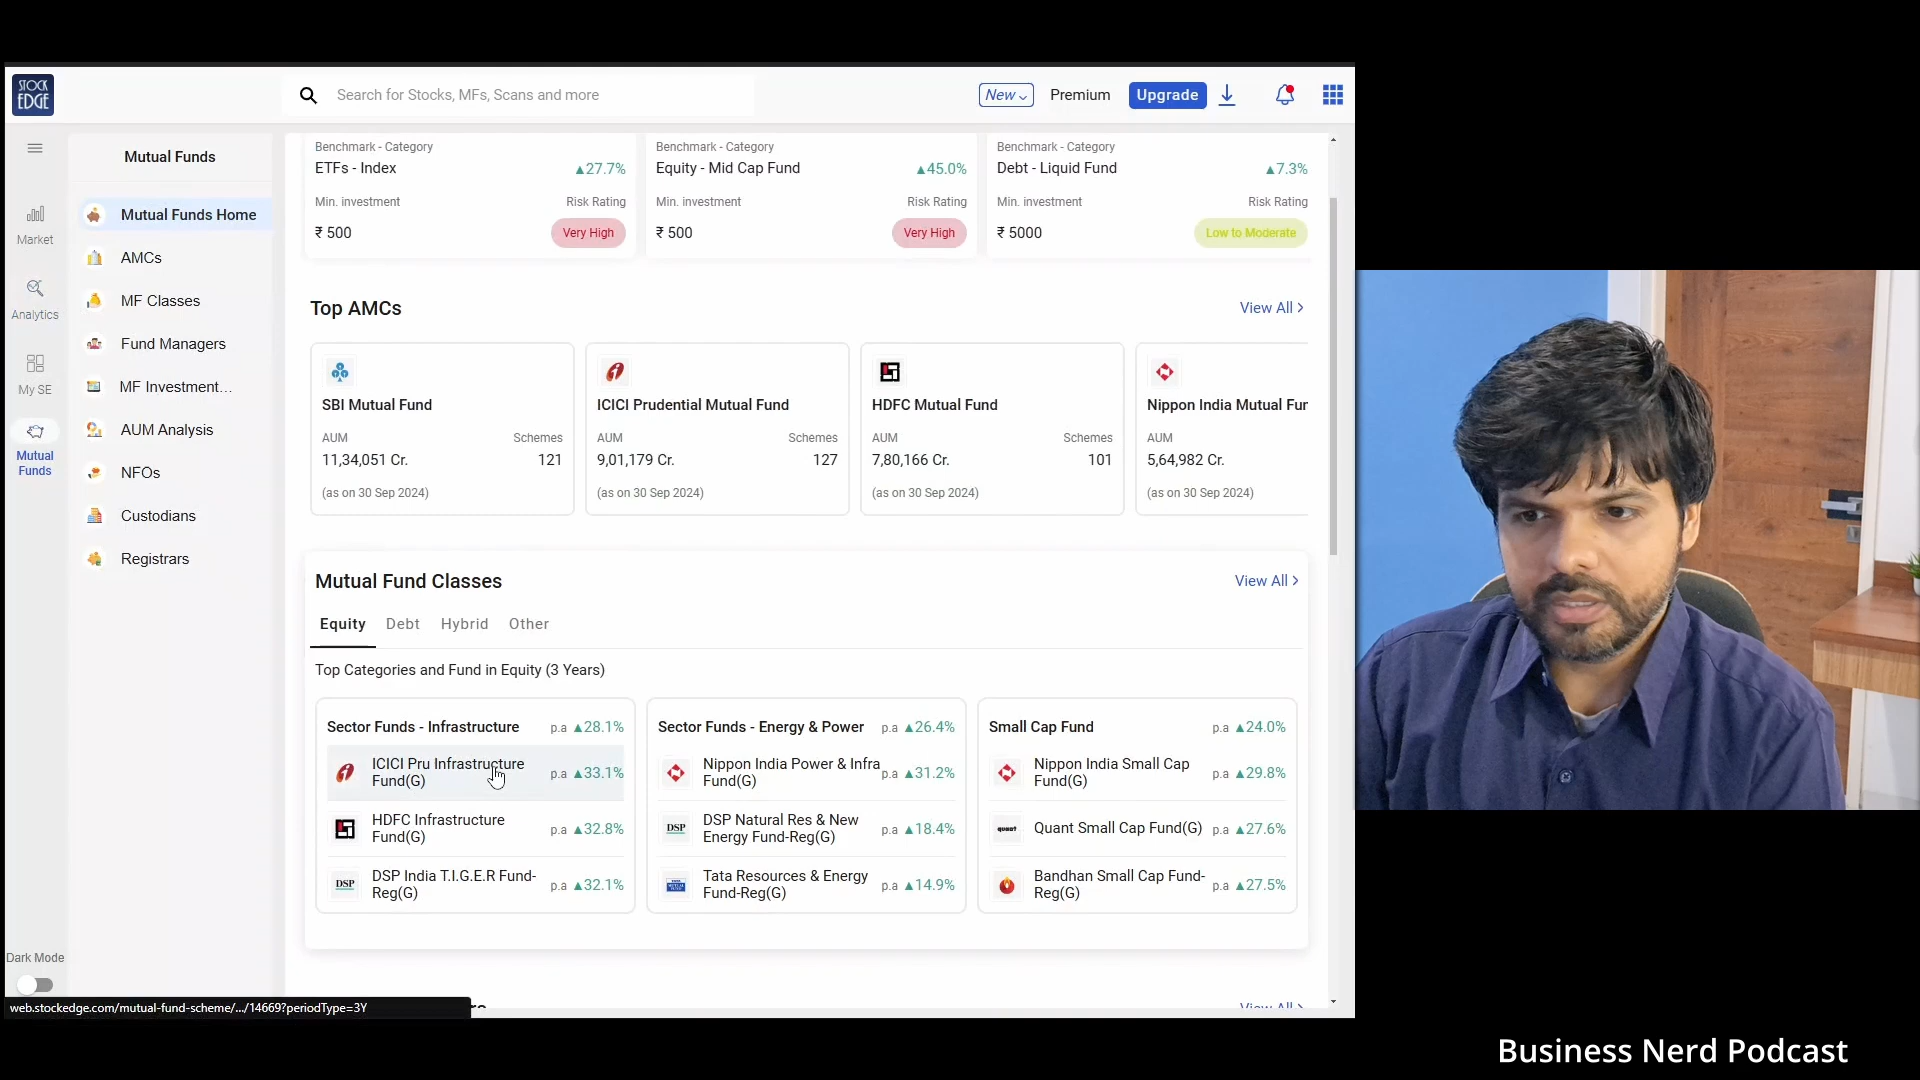 STOCK
EDGE
Search for Stocks, MFs, Scans and more
New
Premium
Upgrade
Market
Analytics
My SE
Mutual
Funds
Dark Mode
Mutual Funds
Mutual Funds Home
AMCs
MF Classes
Fund Managers
MF Investment...
AUM Analysis
NFOs
Custodians
Registrars
Benchmark - Category
ETFs - Index ▲27.7%
Min. investment Risk Rating
₹ 500 Very High
Benchmark - Category
Equity - Mid Cap Fund ▲45.0%
Min. investment Risk Rating
₹ 500 Very High
Benchmark - Category
Debt - Liquid Fund ▲7.3%
Min. investment Risk Rating
₹ 5000 Low to Moderate
Top AMCs View All >
SBI Mutual Fund
AUM Schemes
11,34,051 Cr. 121
(as on 30 Sep 2024)
ICICI Prudential Mutual Fund
AUM Schemes
9,01,179 Cr. 127
(as on 30 Sep 2024)
HDFC Mutual Fund
AUM Schemes
7,80,166 Cr. 101
(as on 30 Sep 2024)
Nippon India Mutual Fur
AUM
5,64,982 Cr.
(as on 30 Sep 2024)
Mutual Fund Classes View All >
Equity Debt Hybrid Other
Top Categories and Fund in Equity (3 Years)
Sector Funds - Infrastructure p.a ▲28.1%
ICICI Pru Infrastructure
Fund(G) p.a ▲33.1%
HDFC Infrastructure
Fund(G) p.a ▲32.8%
DSP
DSP India T.I.G.E.R Fund-
Reg(G) p.a ▲32.1%
Sector Funds - Energy & Power p.a ▲26.4%
Nippon India Power & Infra
Fund(G) p.a ▲31.2%
DSP
DSP Natural Res & New
Energy Fund-Reg(G) p.a ▲18.4%
Tata Resources & Energy
Fund-Reg(G) p.a ▲14.9%
Small Cap Fund p.a ▲24.0%
Nippon India Small Cap
Fund(G) p.a ▲29.8%
quant
Quant Small Cap Fund(G) p.a ▲27.6%
Bandhan Small Cap Fund-
Reg(G) p.a ▲27.5%
View All >
web.stockedge.com/mutual-fund-scheme/.../14669?periodType=3Y
Business Nerd Podcast